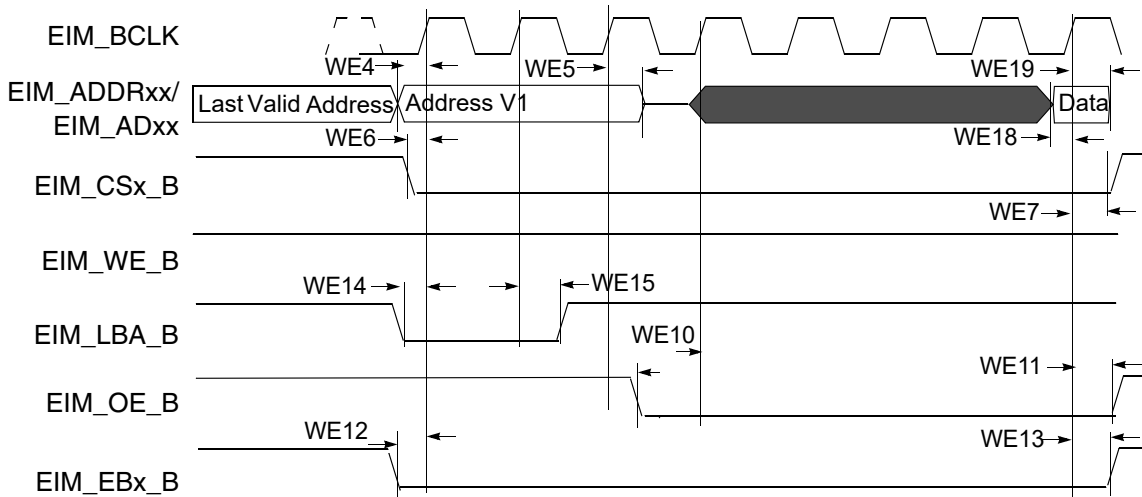 EIM_BCLK
WE4
WE5
WE19
EIM_ADDRxx/
EIM_ADxx
Last Valid Address
Address V1
Data
WE6
WE18
EIM_CSx_B
WE7
EIM_WE_B
WE14
WE15
EIM_LBA_B
WE10
WE11
EIM_OE_B
WE12
WE13
EIM_EBx_B